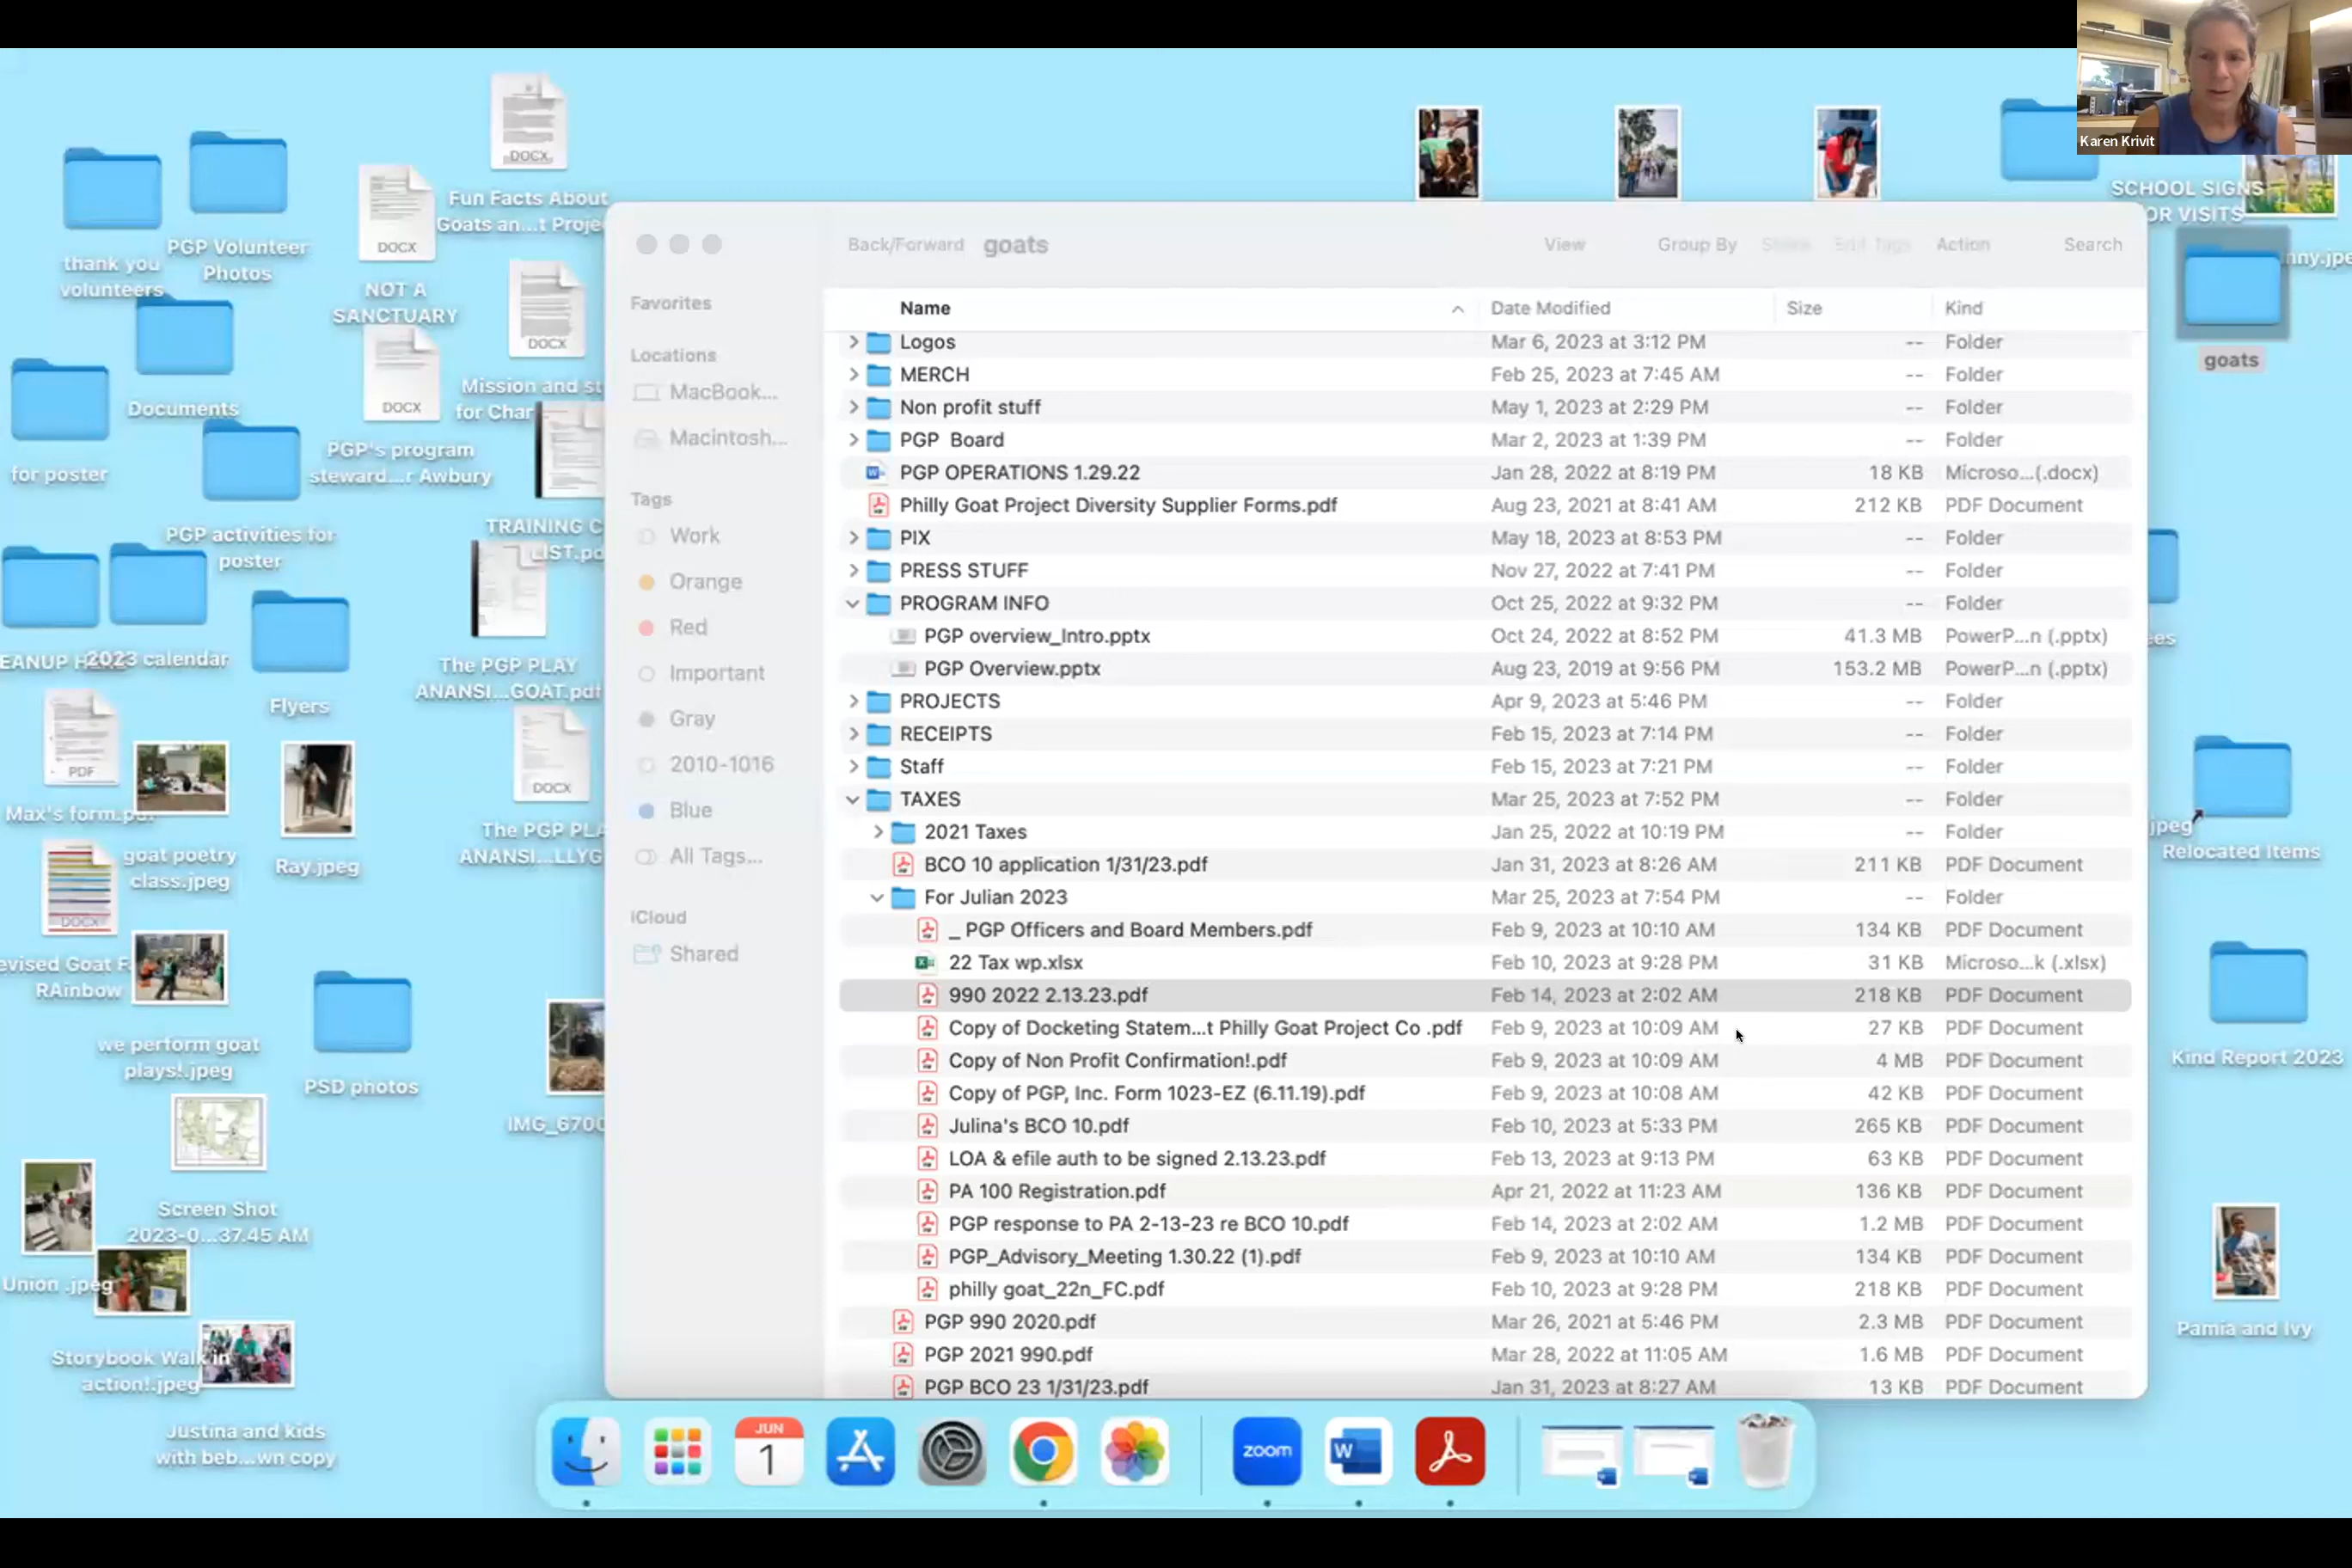 Karen Krivit
DOCX
Fun Facts About
Goats an...t Proje
thank you
volunteers
PGP Volunteer
Photos
DOCX
NOT A
SANCTUARY
Documents
DOCX
Mission and st
for Char
for poster
DOCX
PGP's program
steward....r Awbury
PGP activities for
poster
TRAINING C
LIST.pd
2023 calendar
Flyers
The PGP PLAY
ANANSI...GOAT.pdf
PDF
Max's form.pdf
goat poetry
class.jpeg
Ray.jpeg
DOCX
The PGP PLA
ANANSI...LLYG
DOCX
evised Goat F
RAinbow
we perform goat
plays!.jpeg
PSD photos
IMG_6700
Screen Shot
2023-0...37.45 AM
Union .jpeg
Storybook Walk in
action!.jpeg
Justina and kids
with beb...wn copy
SCHOOL SIGNS
FOR VISITS
nny.jpe
goats
ees
jpeg
Relocated Items
Kind Report 2023
Pamia and Ivy
Back/Forward goats View Group By Share Edit Tags Action Search
Favorites
Locations
MacBook...
Macintosh...
Tags
Work
Orange
Red
Important
Gray
2010-1016
Blue
All Tags...
iCloud
Shared
Name Date Modified Size Kind
Logos Mar 6, 2023 at 3:12 PM -- Folder
MERCH Feb 25, 2023 at 7:45 AM -- Folder
Non profit stuff May 1, 2023 at 2:29 PM -- Folder
PGP Board Mar 2, 2023 at 1:39 PM -- Folder
PGP OPERATIONS 1.29.22 Jan 28, 2022 at 8:19 PM 18 KB Microso...(.docx)
Philly Goat Project Diversity Supplier Forms.pdf Aug 23, 2021 at 8:41 AM 212 KB PDF Document
PIX May 18, 2023 at 8:53 PM -- Folder
PRESS STUFF Nov 27, 2022 at 7:41 PM -- Folder
PROGRAM INFO Oct 25, 2022 at 9:32 PM -- Folder
PGP overview_Intro.pptx Oct 24, 2022 at 8:52 PM 41.3 MB PowerP...n (.pptx)
PGP Overview.pptx Aug 23, 2019 at 9:56 PM 153.2 MB PowerP...n (.pptx)
PROJECTS Apr 9, 2023 at 5:46 PM -- Folder
RECEIPTS Feb 15, 2023 at 7:14 PM -- Folder
Staff Feb 15, 2023 at 7:21 PM -- Folder
TAXES Mar 25, 2023 at 7:52 PM -- Folder
2021 Taxes Jan 25, 2022 at 10:19 PM -- Folder
BCO 10 application 1/31/23.pdf Jan 31, 2023 at 8:26 AM 211 KB PDF Document
For Julian 2023 Mar 25, 2023 at 7:54 PM -- Folder
_ PGP Officers and Board Members.pdf Feb 9, 2023 at 10:10 AM 134 KB PDF Document
22 Tax wp.xlsx Feb 10, 2023 at 9:28 PM 31 KB Microso...k (.xlsx)
990 2022 2.13.23.pdf Feb 14, 2023 at 2:02 AM 218 KB PDF Document
Copy of Docketing Statem...t Philly Goat Project Co .pdf Feb 9, 2023 at 10:09 AM 27 KB PDF Document
Copy of Non Profit Confirmation!.pdf Feb 9, 2023 at 10:09 AM 4 MB PDF Document
Copy of PGP, Inc. Form 1023-EZ (6.11.19).pdf Feb 9, 2023 at 10:08 AM 42 KB PDF Document
Julina's BCO 10.pdf Feb 10, 2023 at 5:33 PM 265 KB PDF Document
LOA & efile auth to be signed 2.13.23.pdf Feb 13, 2023 at 9:13 PM 63 KB PDF Document
PA 100 Registration.pdf Apr 21, 2022 at 11:23 AM 136 KB PDF Document
PGP response to PA 2-13-23 re BCO 10.pdf Feb 14, 2023 at 2:02 AM 1.2 MB PDF Document
PGP_Advisory_Meeting 1.30.22 (1).pdf Feb 9, 2023 at 10:10 AM 134 KB PDF Document
philly goat_22n_FC.pdf Feb 10, 2023 at 9:28 PM 218 KB PDF Document
PGP 990 2020.pdf Mar 26, 2021 at 5:46 PM 2.3 MB PDF Document
PGP 2021 990.pdf Mar 28, 2022 at 11:05 AM 1.6 MB PDF Document
PGP BCO 23 1/31/23.pdf Jan 31, 2023 at 8:27 AM 13 KB PDF Document
JUN
1
zoom
W